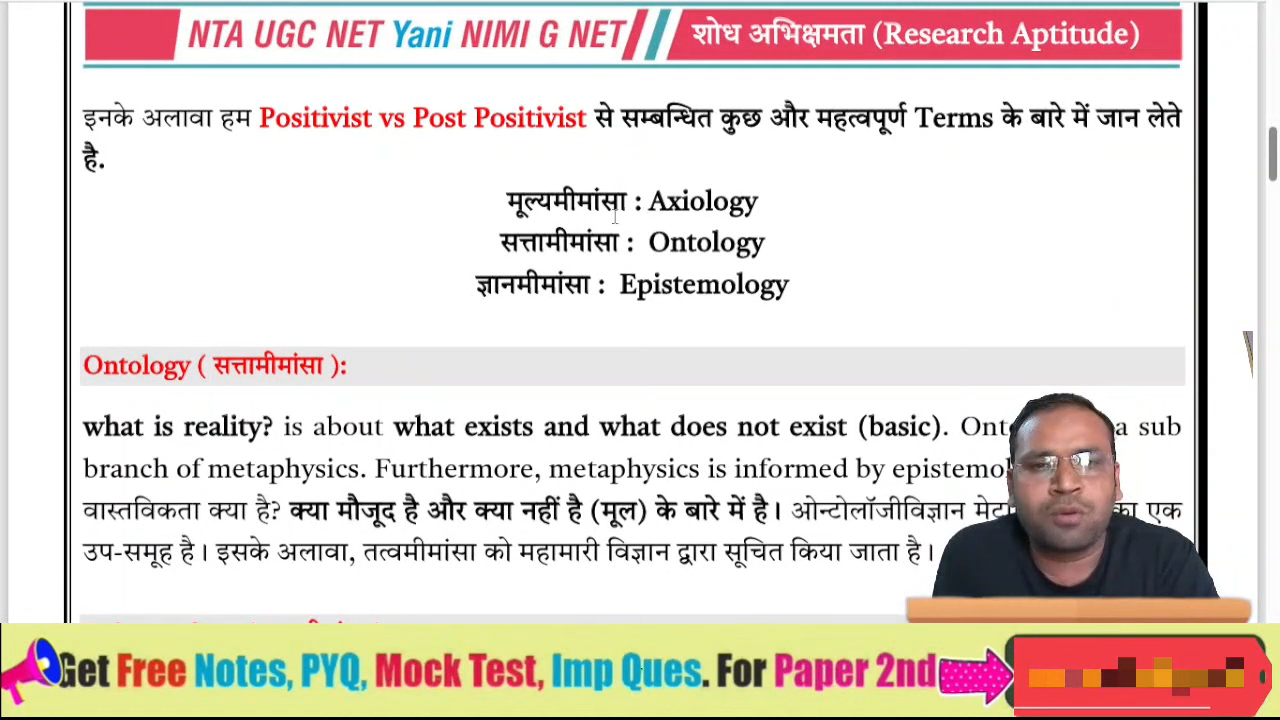 NTA UGC NET Yani NIMI G NET शोध अभिक्षमता (Research Aptitude)
इनके अलावा हम Positivist vs Post Positivist से सम्बन्धित कुछ और महत्वपूर्ण Terms के बारे में जान लेते
है.
मूल्यमीमांसा : Axiology
सत्तामीमांसा : Ontology
ज्ञानमीमांसा : Epistemology
Ontology ( सत्तामीमांसा ):
what is reality? is about what exists and what does not exist (basic). a sub
branch of metaphysics. Furthermore, metaphysics is informed by
वास्तविकता क्या है? क्या मौजूद है और क्या नहीं है (मूल) के बारे में है। ओन्टोलॉजीविज्ञान का एक
उप-समूह है। इसके अलावा, तत्वमीमांसा को महामारी विज्ञान द्वारा सूचित किया जाता है।
Get Free Notes, PYQ, Mock Test, Imp Ques. For Paper 2nd